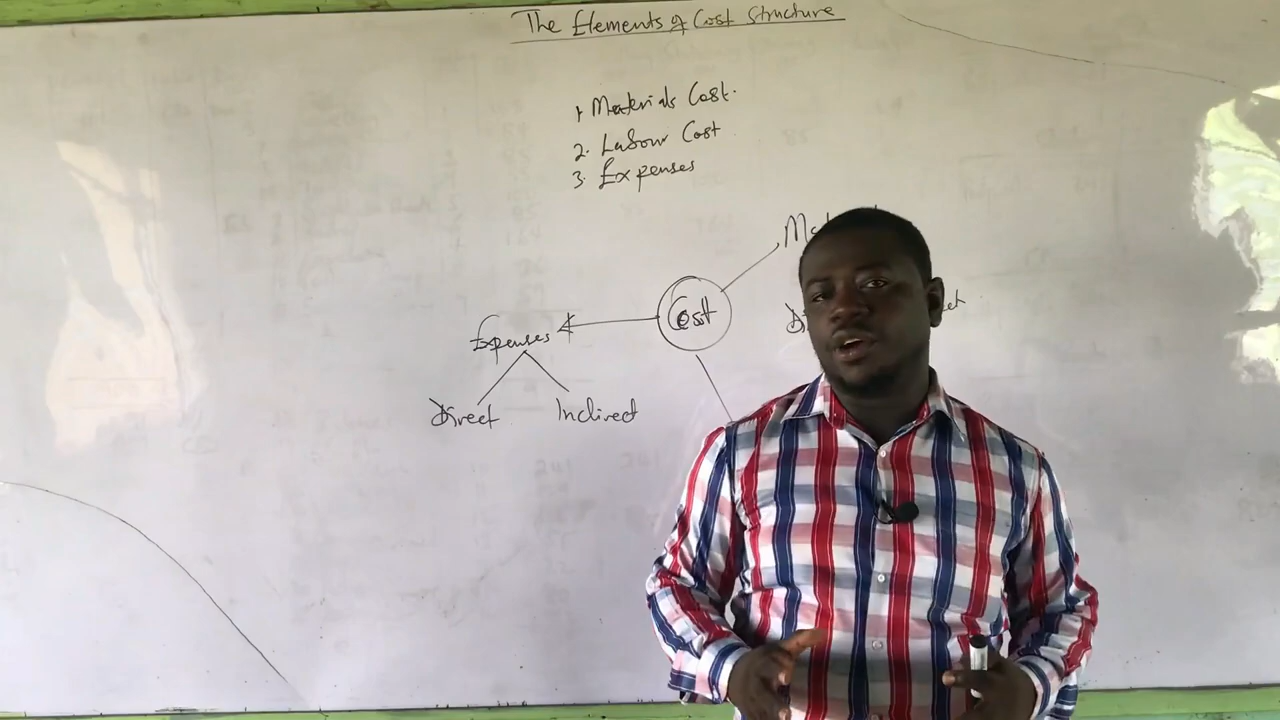 The Elements of Cost Structure
1. Materials Cost.
2. Labour Cost
3. Expenses
Cost
Expenses
Direct
Indirect